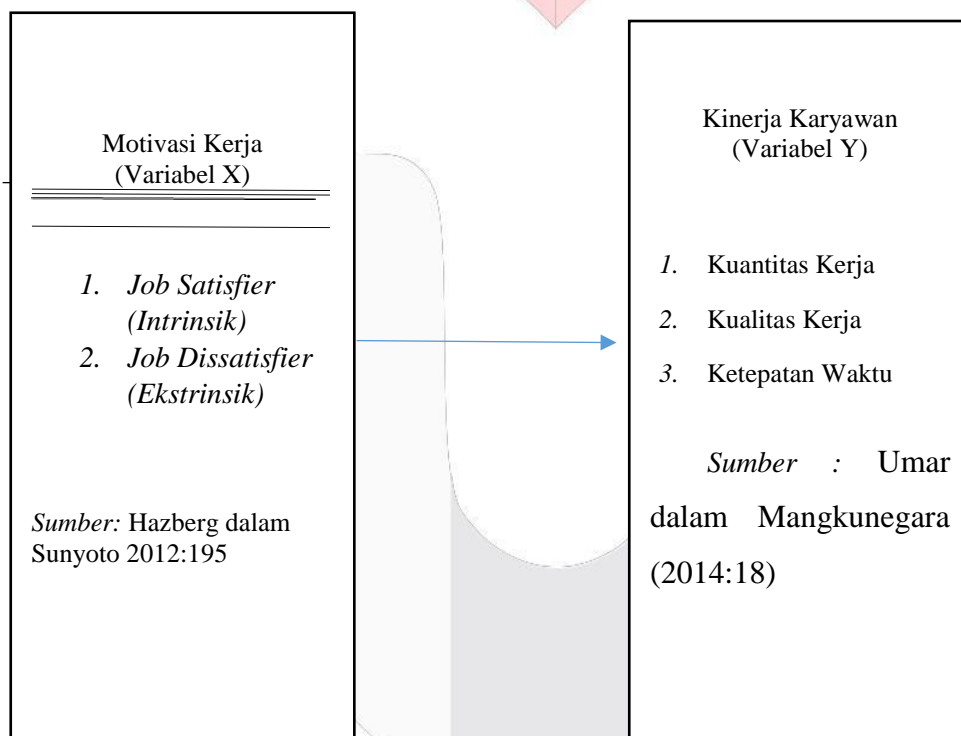 Motivasi Kerja
(Variabel X)
1. Job Satisfier
(Intrinsik)
2. Job Dissatisfier
(Ekstrinsik)
Sumber: Hazberg dalam
Sunyoto 2012:195
Kinerja Karyawan
(Variabel Y)
1. Kuantitas Kerja
2. Kualitas Kerja
3. Ketepatan Waktu
Sumber : Umar
dalam Mangkunegara
(2014:18)